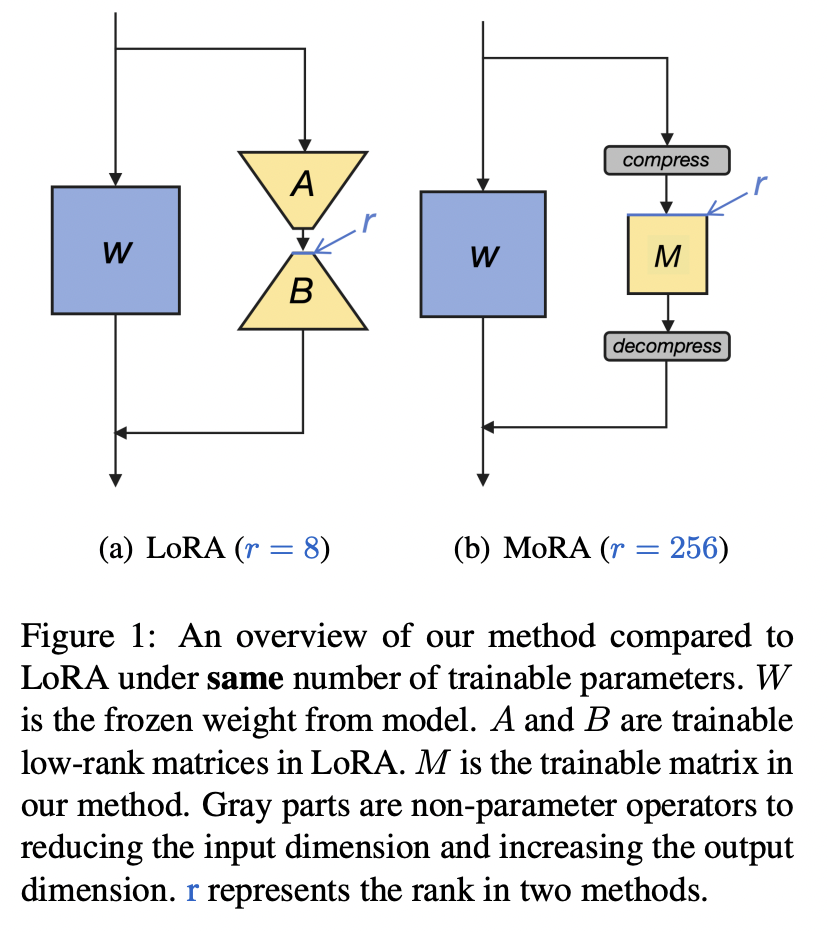 W
A
r
B
W
compress
r
M
decompress
(a) LoRA (r = 8)
(b) MoRA (r = 256)
Figure 1: An overview of our method compared to
LoRA under same number of trainable parameters. W
is the frozen weight from model. A and B are trainable
low-rank matrices in LoRA. M is the trainable matrix in
our method. Gray parts are non-parameter operators to
reducing the input dimension and increasing the output
dimension. r represents the rank in two methods.